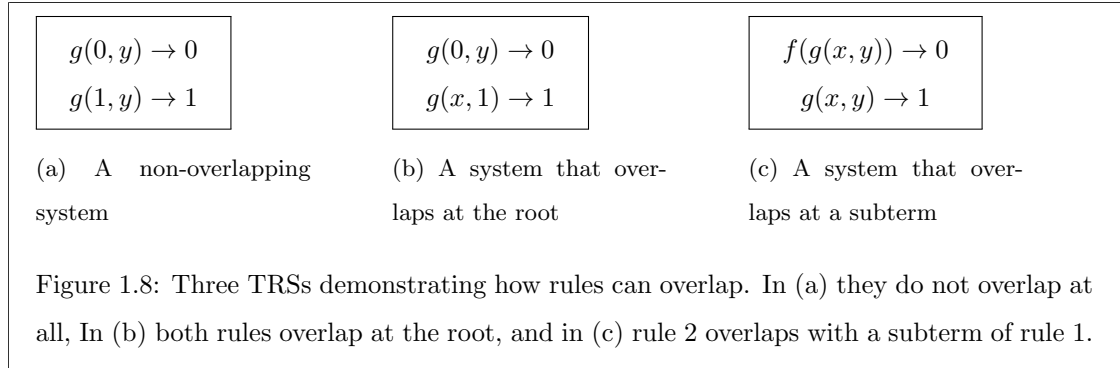 g(0, y) → 0
g(1, y) → 1
(a) A non-overlapping
system
g(0, y) → 0
g(x, 1) → 1
(b) A system that over-
laps at the root
f(g(x, y)) → 0
g(x, y) → 1
(c) A system that over-
laps at a subterm
Figure 1.8: Three TRSs demonstrating how rules can overlap. In (a) they do not overlap at
all, In (b) both rules overlap at the root, and in (c) rule 2 overlaps with a subterm of rule 1.